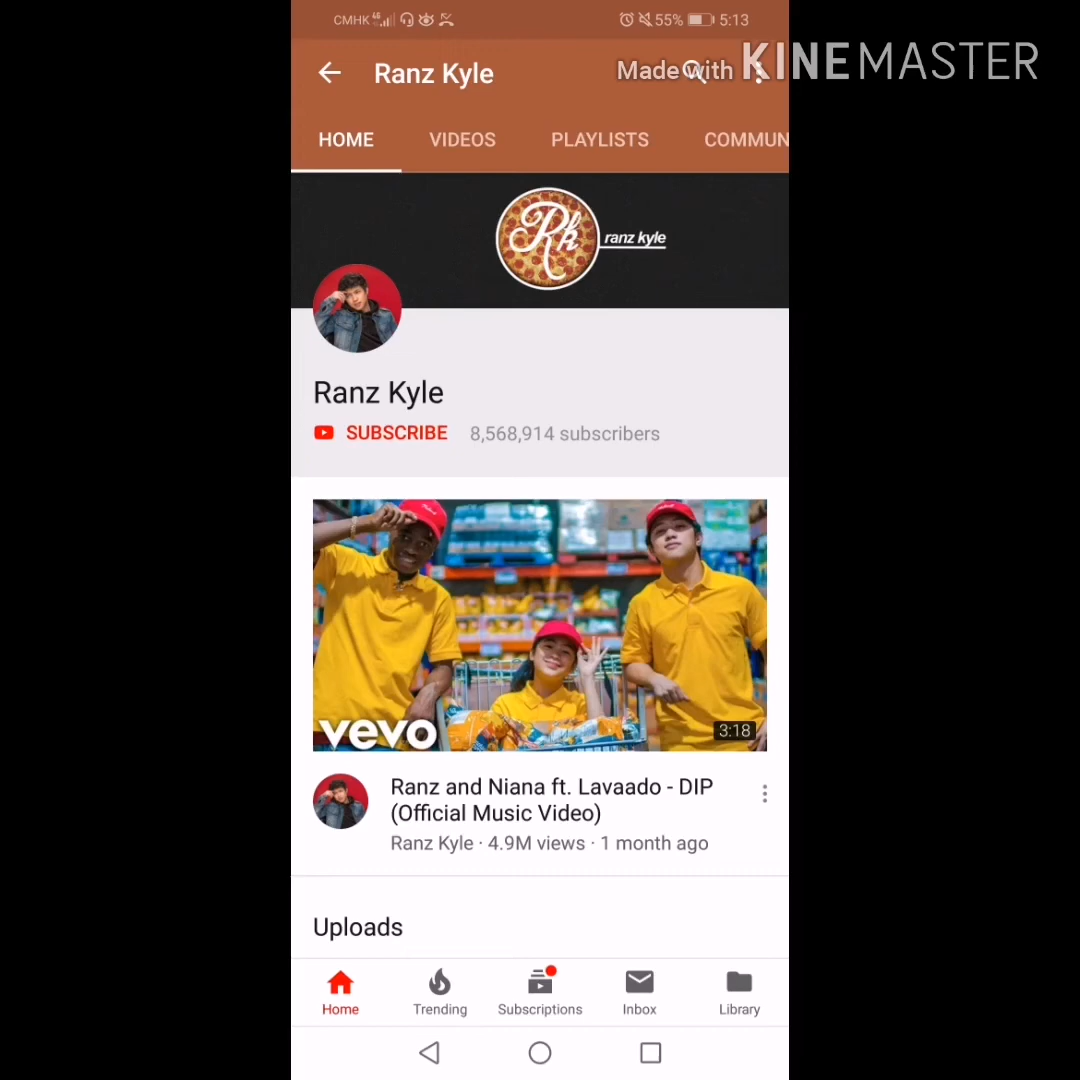 CMHK 4G 55% 5:13
Ranz Kyle
Made with KINEMASTER
HOME VIDEOS PLAYLISTS COMMUN
Rk ranz kyle
Ranz Kyle
SUBSCRIBE 8,568,914 subscribers
vevo
3:18
Ranz and Niana ft. Lavaado - DIP
(Official Music Video)
Ranz Kyle · 4.9M views · 1 month ago
Uploads
Home Trending Subscriptions Inbox Library